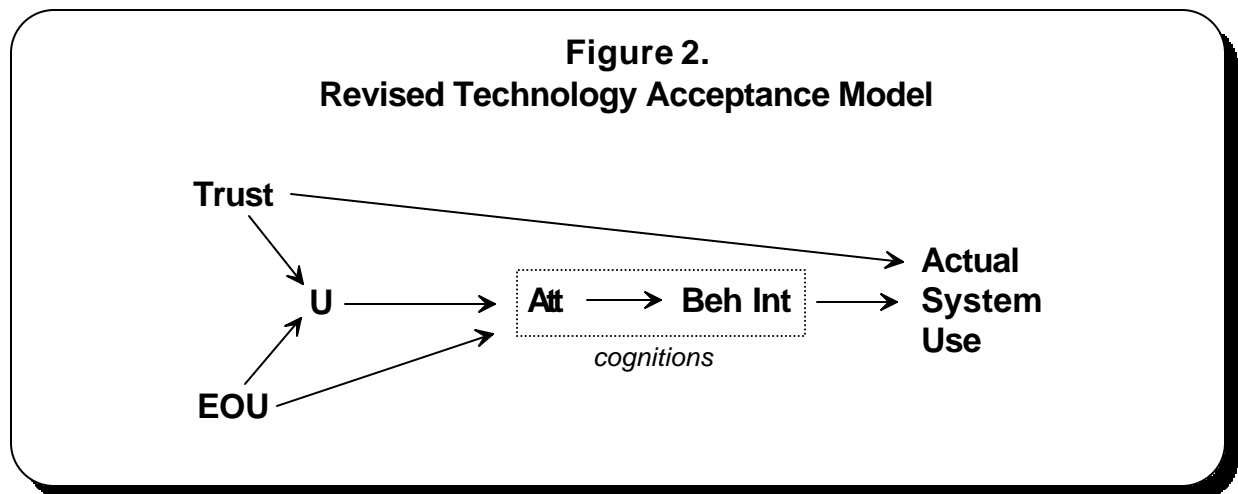 Figure 2.
Revised Technology Acceptance Model
Trust
Actual
System
Use
U
Att
Beh Int
cognitions
EOU